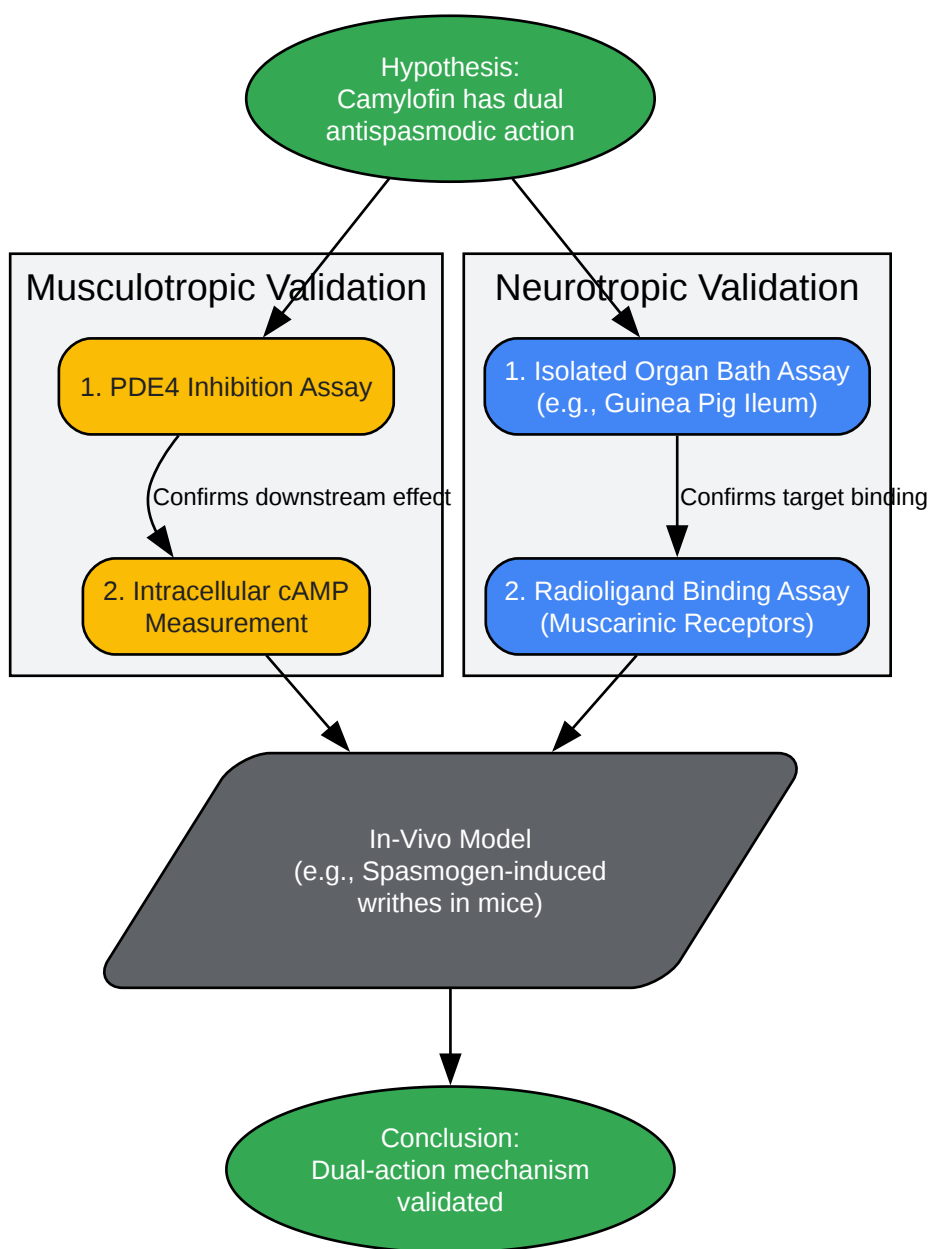 Hypothesis:
Camylofin has dual
antispasmodic action
Musculotropic Validation
1. PDE4 Inhibition Assay
Confirms downstream effect
2. Intracellular cAMP
Measurement
Neurotropic Validation
1. Isolated Organ Bath Assay
(e.g., Guinea Pig Ileum)
Confirms target binding
2. Radioligand Binding Assay
(Muscarinic Receptors)
In-Vivo Model
(e.g., Spasmogen-induced
writhes in mice)
Conclusion:
Dual-action mechanism
validated